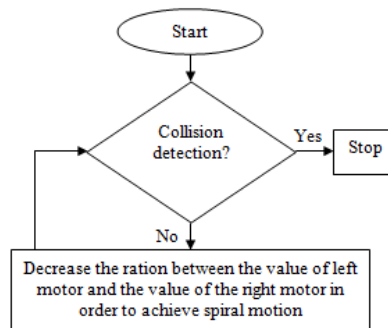 Start
Collision
detection?
Yes
Stop
No
Decrease the ration between the value of left
motor and the value of the right motor in
order to achieve spiral motion